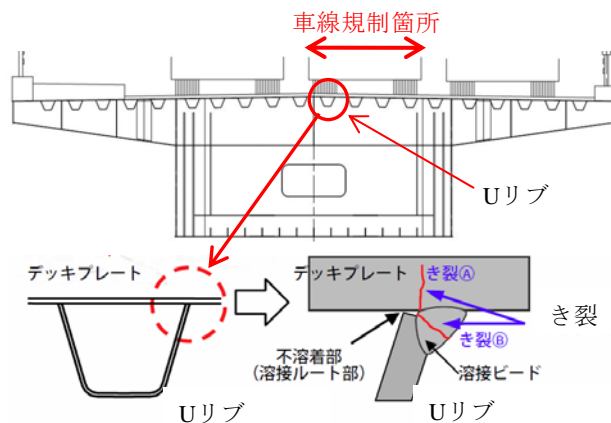 車線規制箇所
Uリブ
デッキプレート
デッキプレート
き裂Ⓐ
き裂
き裂Ⓑ
不溶着部
(溶接ルート部)
溶接ビード
Uリブ
Uリブ